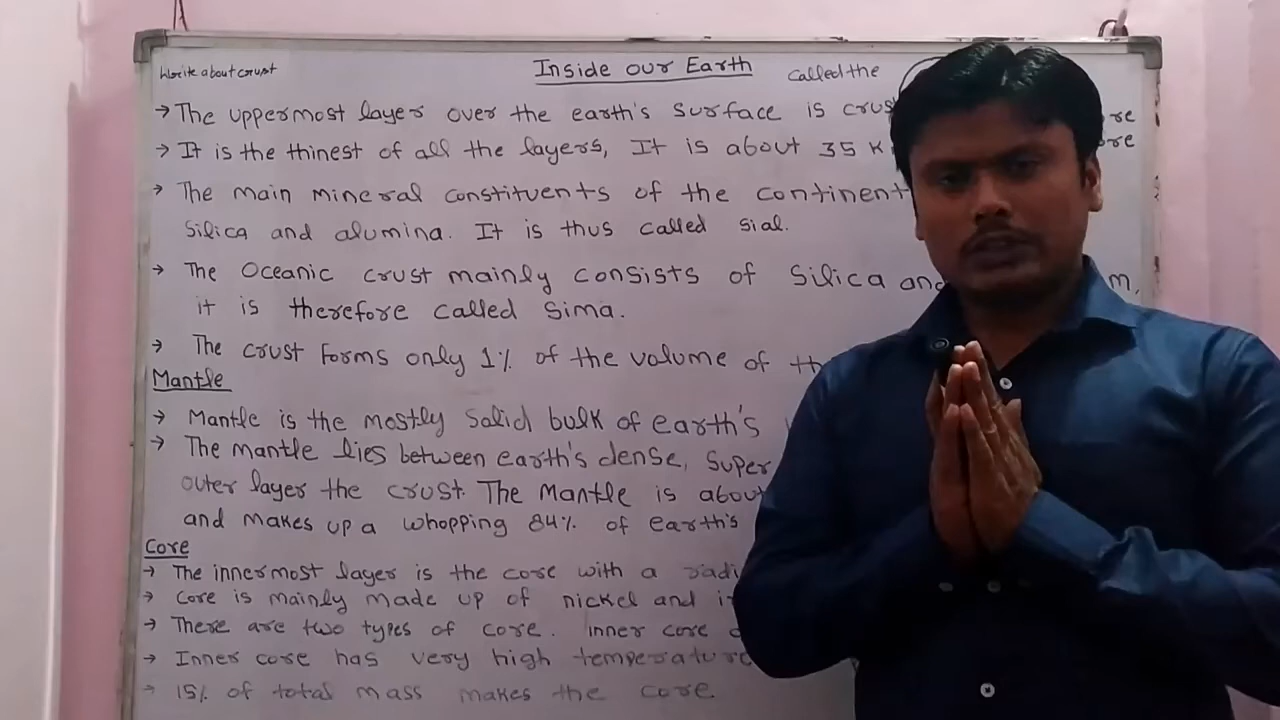 Write about crust
Inside our Earth
called the
→ The uppermost layer over the earth's surface is crus
re
→ It is the thinest of all the layers, It is about 35 K
ore
→ The main mineral constituents of the continent
Silica and alumina. It is thus called sial.
→ The Oceanic crust mainly consists of Silica and
m,
it is therefore called Sima.
→ The crust Forms only 1% of the volume of th
Mantle
→ Mantle is the mostly Salid bulk of earth's
→ The mantle lies between earth's dense, super
outer layer the crust. The Mantle is about
and makes up a whopping 84% of earth's
Core
→ The innermost layer is the core with a radi
→ Core is mainly made up of nickel and i
→ There are two types of core. inner core
→ Inner core has very high temperature
→ 15% of total mass makes the core.